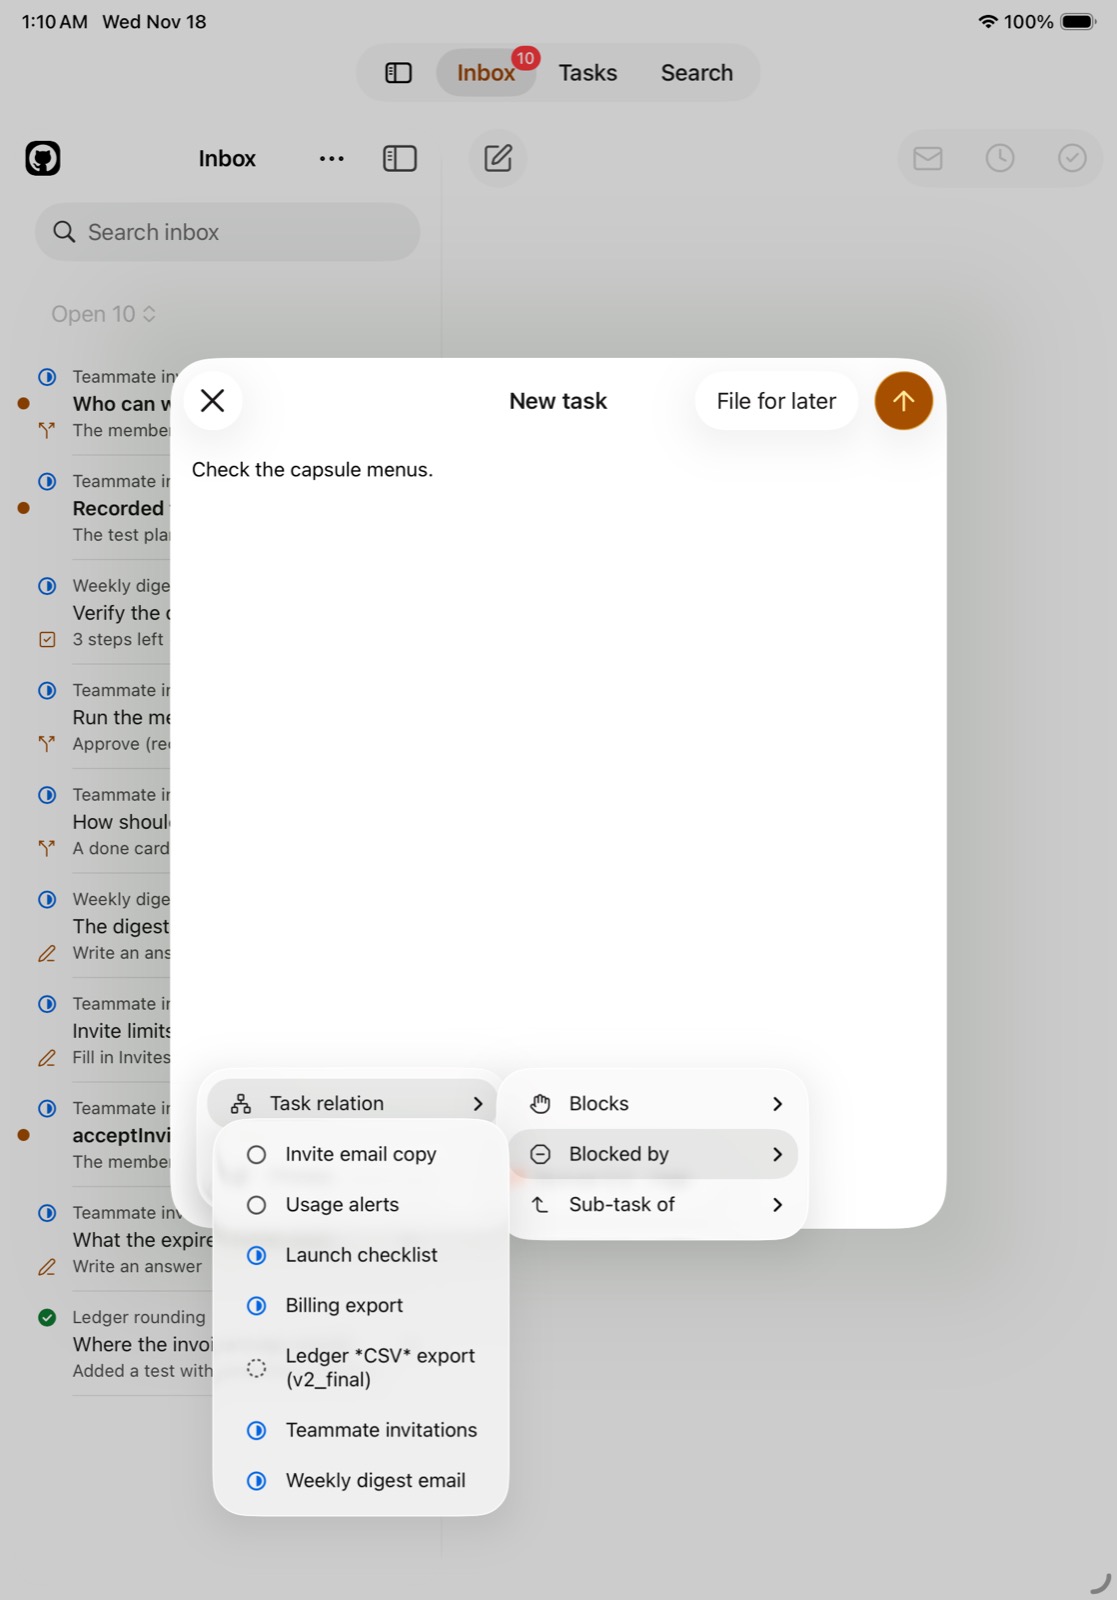 1:10 AM Wed Nov 18
100%
Inbox
10
Tasks
Search
Inbox
Search inbox
Open 10
Teammate in
Who can w
The member
Teammate in
Recorded
The test pla
Weekly dige
Verify the
3 steps left
Teammate in
Run the me
Approve (re
Teammate in
How shoul
A done card
Weekly dige
The digest
Write an ans
Teammate in
Invite limits
Fill in Invites
Teammate in
acceptInvi
The membe
Teammate inv
What the expire
Write an answer
Ledger rounding
Where the invoi
Added a test with
New task
File for later
Check the capsule menus.
Task relation
Blocks
Blocked by
Sub-task of
Invite email copy
Usage alerts
Launch checklist
Billing export
Ledger *CSV* export
(v2_final)
Teammate invitations
Weekly digest email